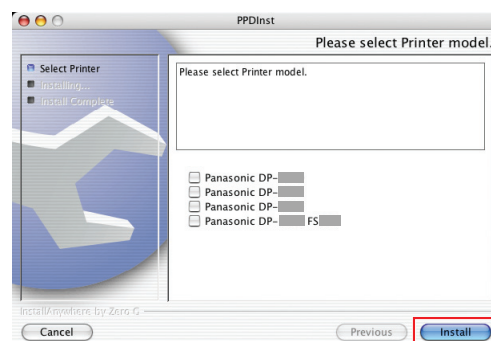 PPDInst
Please select Printer model.
Select Printer
Installing...
Install Complete
Please select Printer model.
Panasonic DP-
Panasonic DP-
Panasonic DP-
Panasonic DP- FS
InstallAnywhere by Zero G
Cancel
Previous
Install